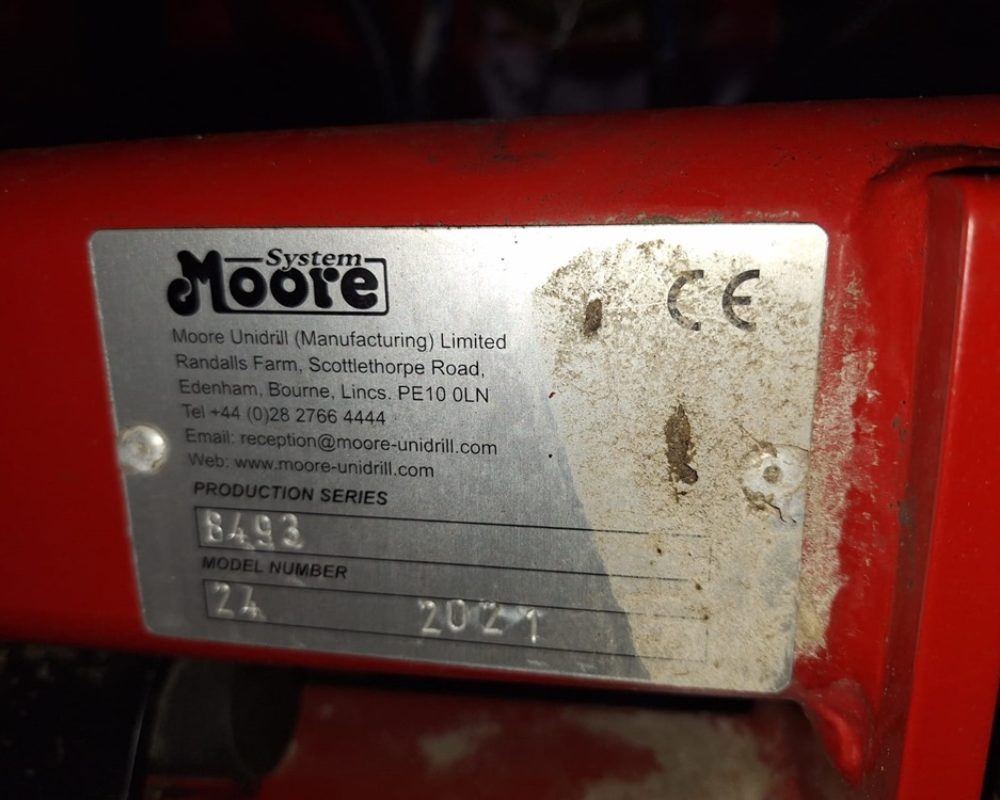 System
Moore
CE
Moore Unidrill (Manufacturing) Limited
Randalls Farm, Scottlethorpe Road,
Edenham, Bourne, Lincs. PE10 0LN
Tel +44 (0)28 2766 4444
Email: reception@moore-unidrill.com
Web: www.moore-unidrill.com
PRODUCTION SERIES
8493
MODEL NUMBER
24 2021